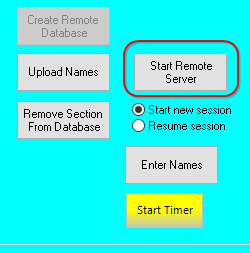 Create Remote
Database
Upload Names
Start Remote
Server
Remove Section
From Database
Start new session
Resume session
Enter Names
Start Timer